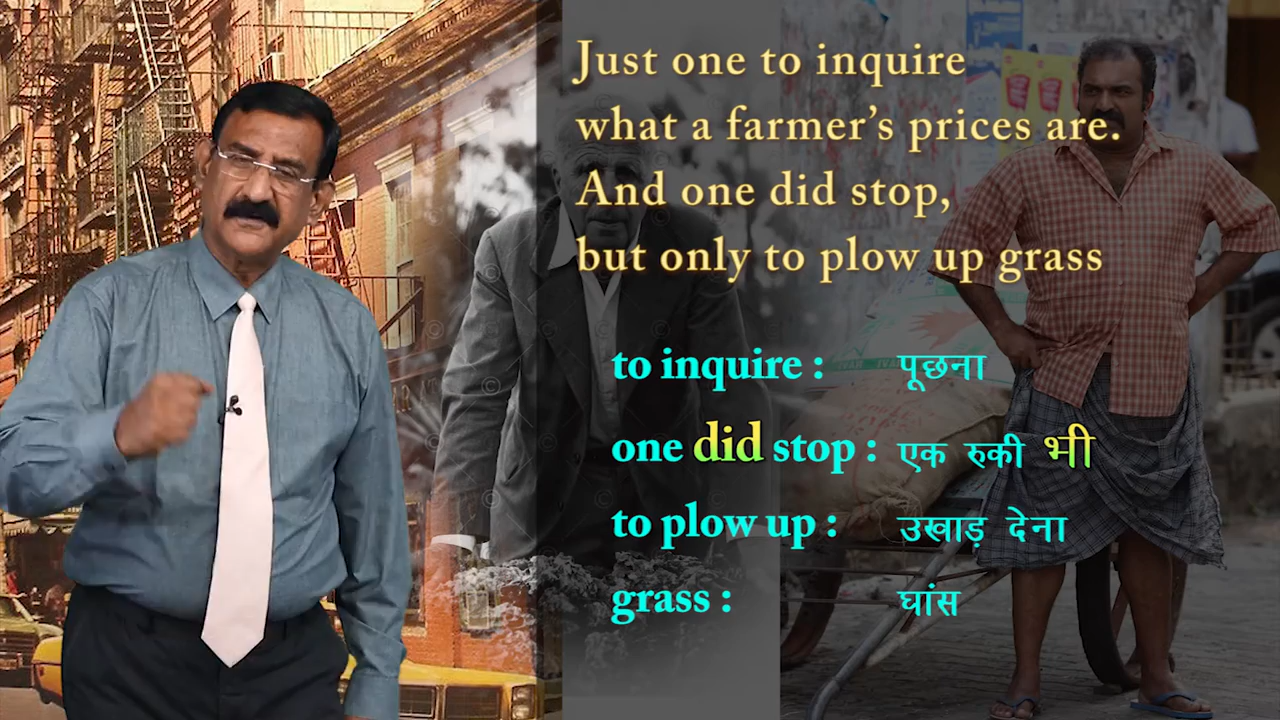 Just one to inquire
what a farmer’s prices are.
And one did stop,
but only to plow up grass
to inquire : पूछना
one did stop : एक रुकी भी
to plow up : उखाड़ देना
grass : घांस